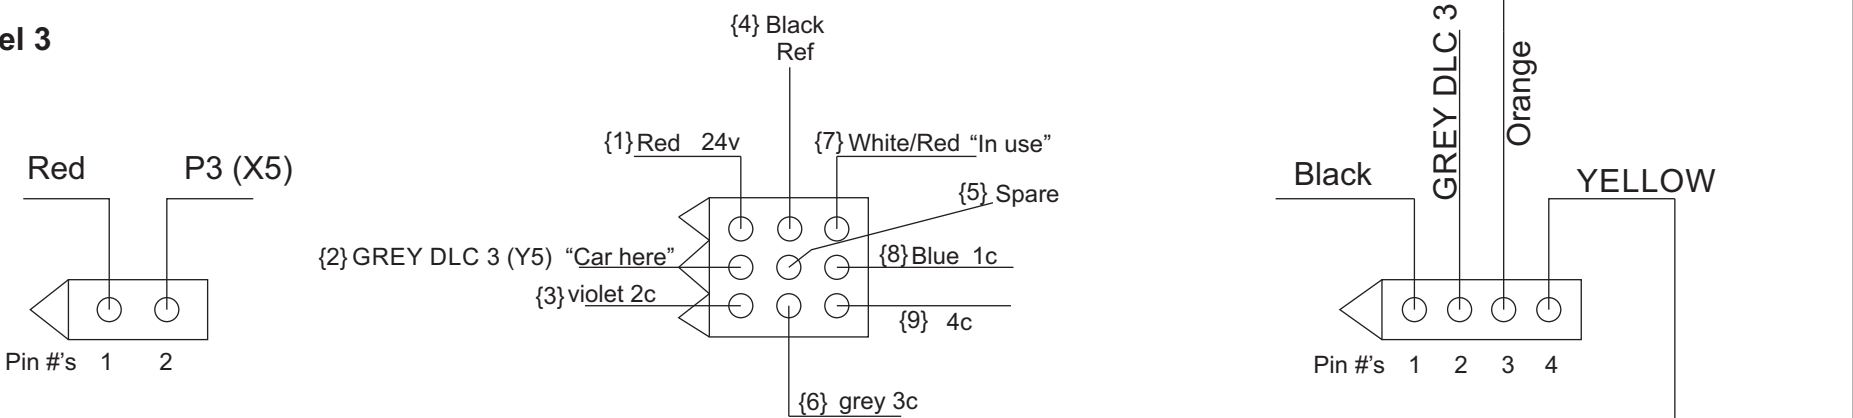 el 3
Red
P3 (X5)
Pin #'s 1 2
{4} Black
Ref
{1} Red 24v
{7} White/Red “In use”
{5} Spare
{2} GREY DLC 3 (Y5) “Car here”
{8} Blue 1c
{3} violet 2c
{9} 4c
{6} grey 3c
GREY DLC 3
Orange
Black
YELLOW
Pin #'s 1 2 3 4